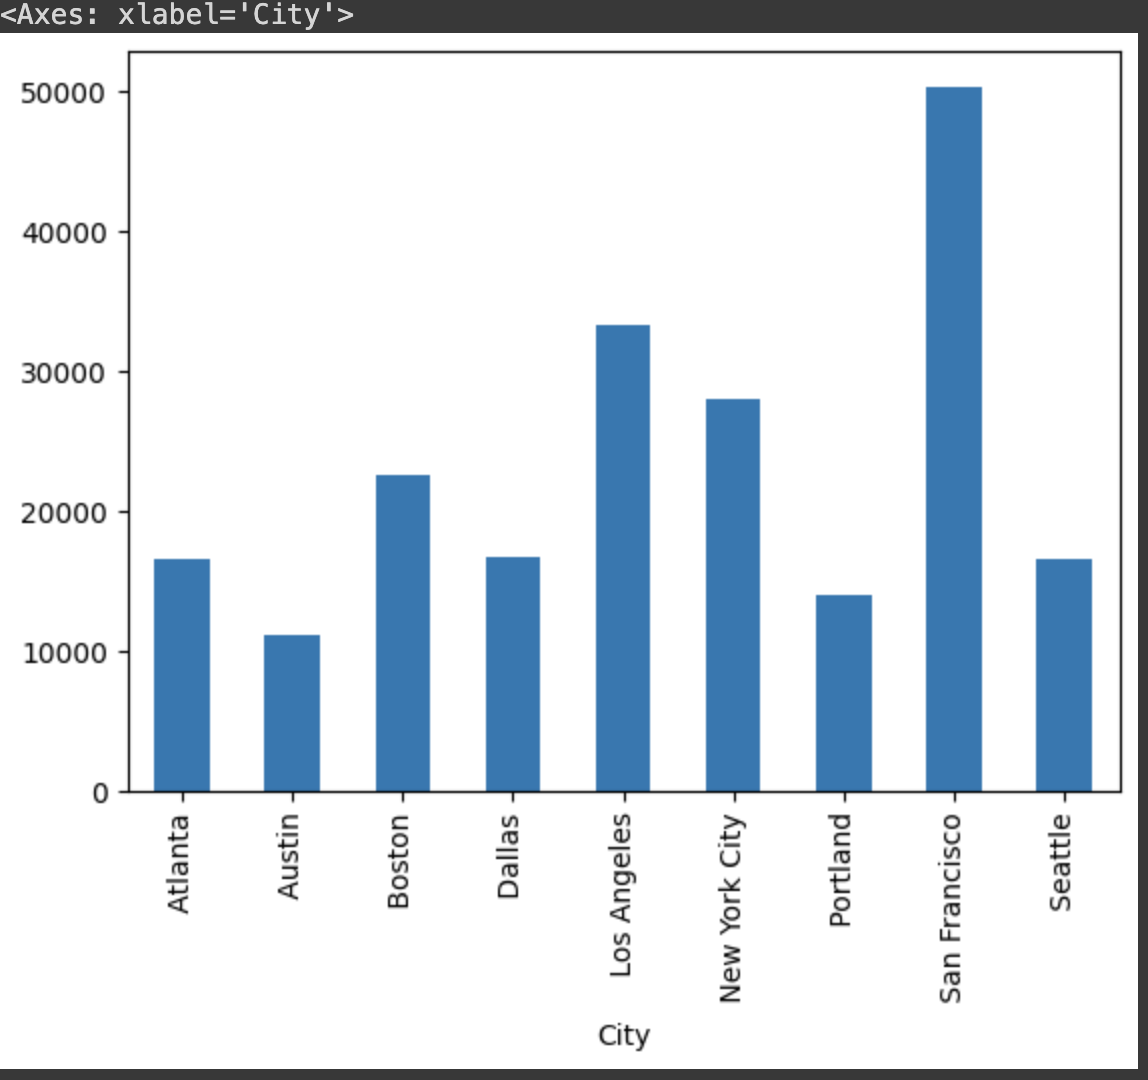 <Axes: xlabel='City'>
50000
40000
30000
20000
10000
0
Atlanta
Austin
Boston
Dallas
Los Angeles
New York City
Portland
San Francisco
Seattle
City